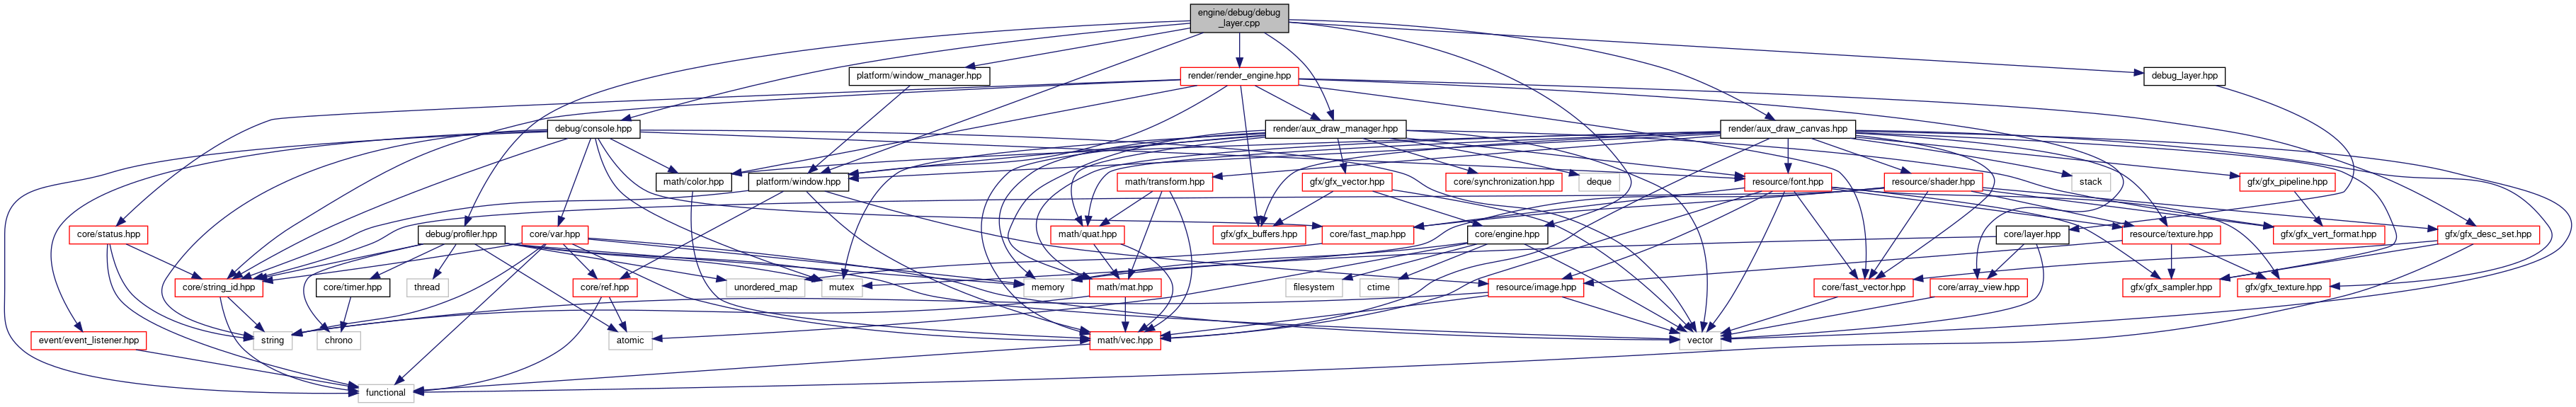 engine/debug/debug
_layer.cpp
platform/window_manager.hpp
render/render_engine.hpp
debug_layer.hpp
debug/console.hpp
render/aux_draw_manager.hpp
render/aux_draw_canvas.hpp
math/color.hpp
platform/window.hpp
math/transform.hpp
gfx/gfx_vector.hpp
core/synchronization.hpp
deque
resource/font.hpp
resource/shader.hpp
stack
gfx/gfx_pipeline.hpp
core/status.hpp
debug/profiler.hpp
core/var.hpp
math/quat.hpp
gfx/gfx_buffers.hpp
core/fast_map.hpp
core/engine.hpp
core/layer.hpp
resource/texture.hpp
gfx/gfx_vert_format.hpp
gfx/gfx_desc_set.hpp
core/string_id.hpp
core/timer.hpp
thread
core/ref.hpp
unordered_map
mutex
memory
math/mat.hpp
filesystem
ctime
resource/image.hpp
core/fast_vector.hpp
core/array_view.hpp
gfx/gfx_sampler.hpp
gfx/gfx_texture.hpp
event/event_listener.hpp
string
chrono
atomic
math/vec.hpp
vector
functional